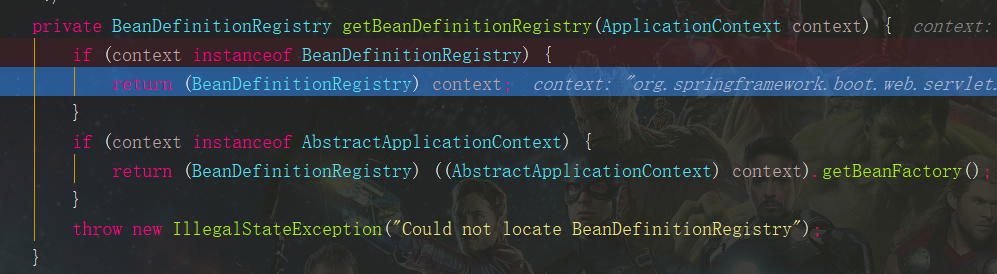 private BeanDefinitionRegistry getBeanDefinitionRegistry(ApplicationContext context) { context:
if (context instanceof BeanDefinitionRegistry) {
return (BeanDefinitionRegistry) context; context: "org.springframework.boot.web.servlet.
}
if (context instanceof AbstractApplicationContext) {
return (BeanDefinitionRegistry) ((AbstractApplicationContext) context).getBeanFactory();
}
throw new IllegalStateException("Could not locate BeanDefinitionRegistry");
}